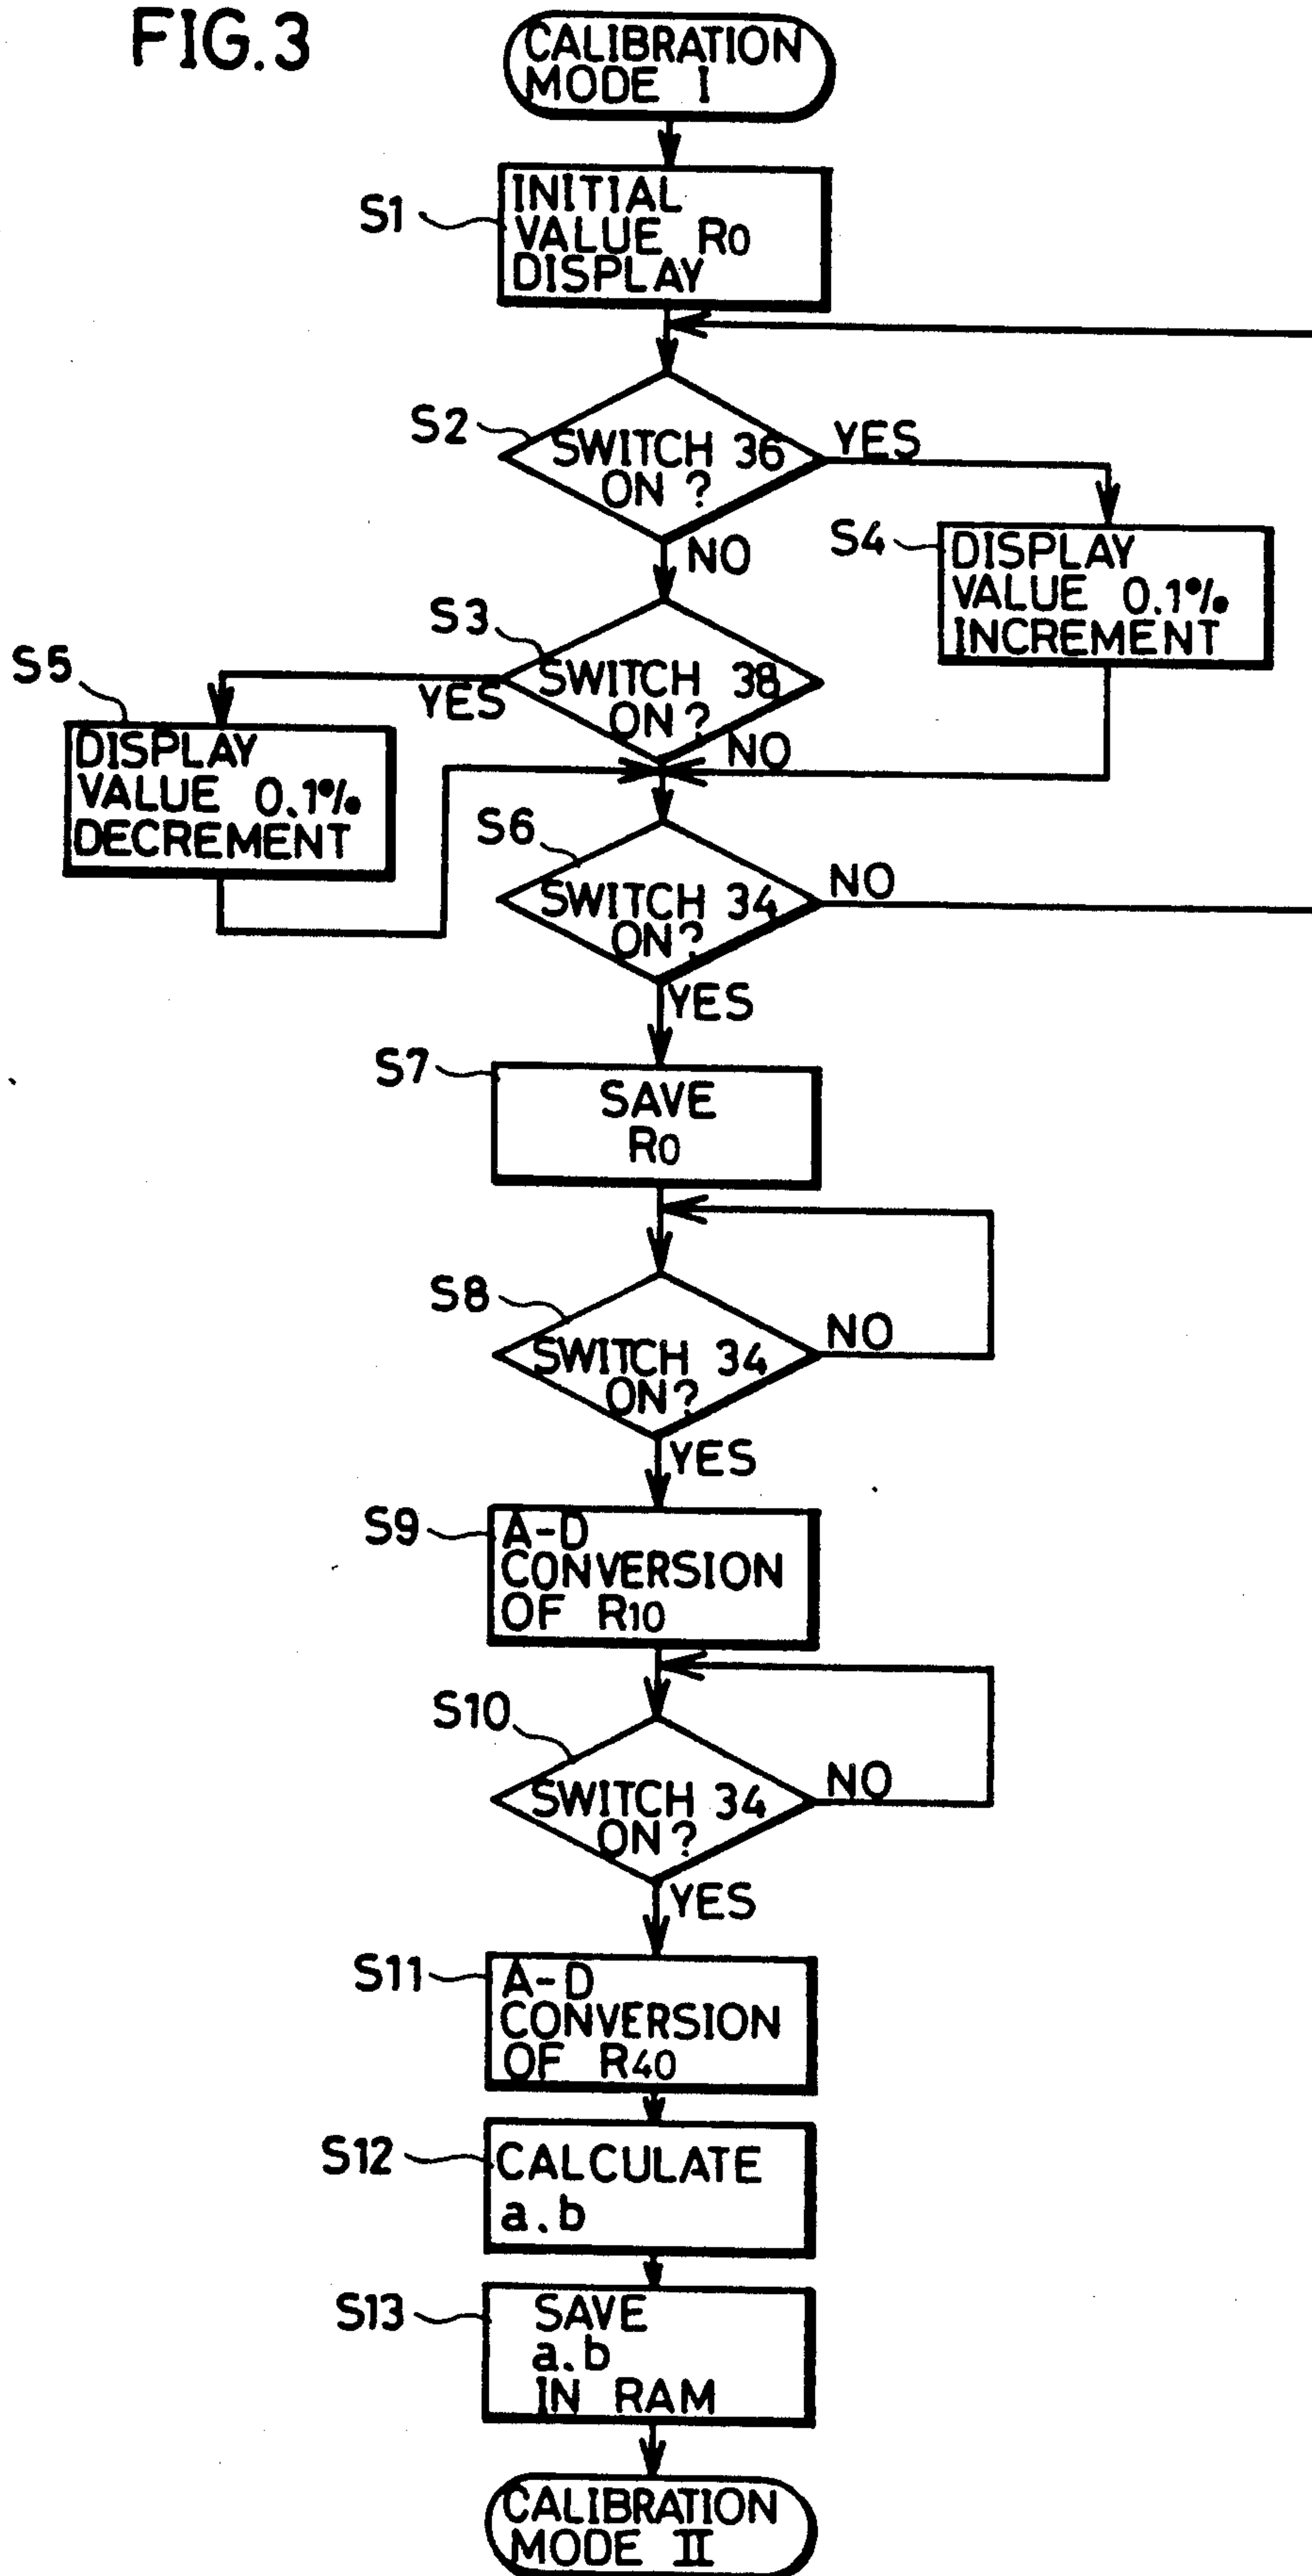 FIG.3
CALIBRATION
MODE I
S1
INITIAL
VALUE R0
DISPLAY
S2
SWITCH 36
ON ?
YES
NO
S4
DISPLAY
VALUE 0.1%
INCREMENT
S3
SWITCH 38
ON ?
YES
NO
S5
DISPLAY
VALUE 0.1%
DECREMENT
S6
SWITCH 34
ON?
NO
YES
S7
SAVE
R0
S8
SWITCH 34
ON?
NO
YES
S9
A-D
CONVERSION
OF R10
S10
SWITCH 34
ON?
NO
YES
S11
A-D
CONVERSION
OF R40
S12
CALCULATE
a.b
S13
SAVE
a.b
IN RAM
CALIBRATION
MODE II